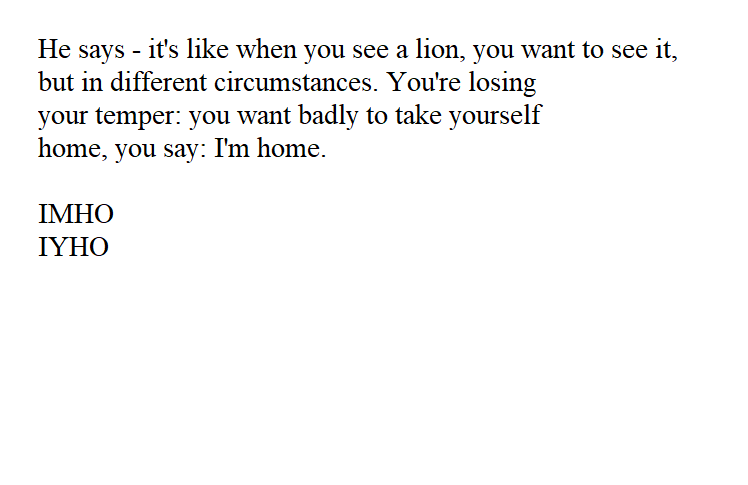 He says - it's like when you see a lion, you want to see it,
but in different circumstances. You're losing
your temper: you want badly to take yourself
home, you say: I'm home.

IMHO
IYHO